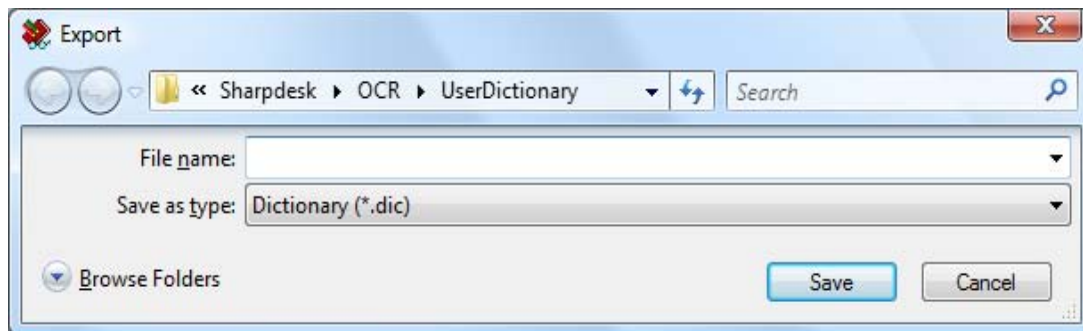 Export
« Sharpdesk ▸ OCR ▸ UserDictionary Search
File name:
Save as type: Dictionary (*.dic)
Browse Folders Save Cancel